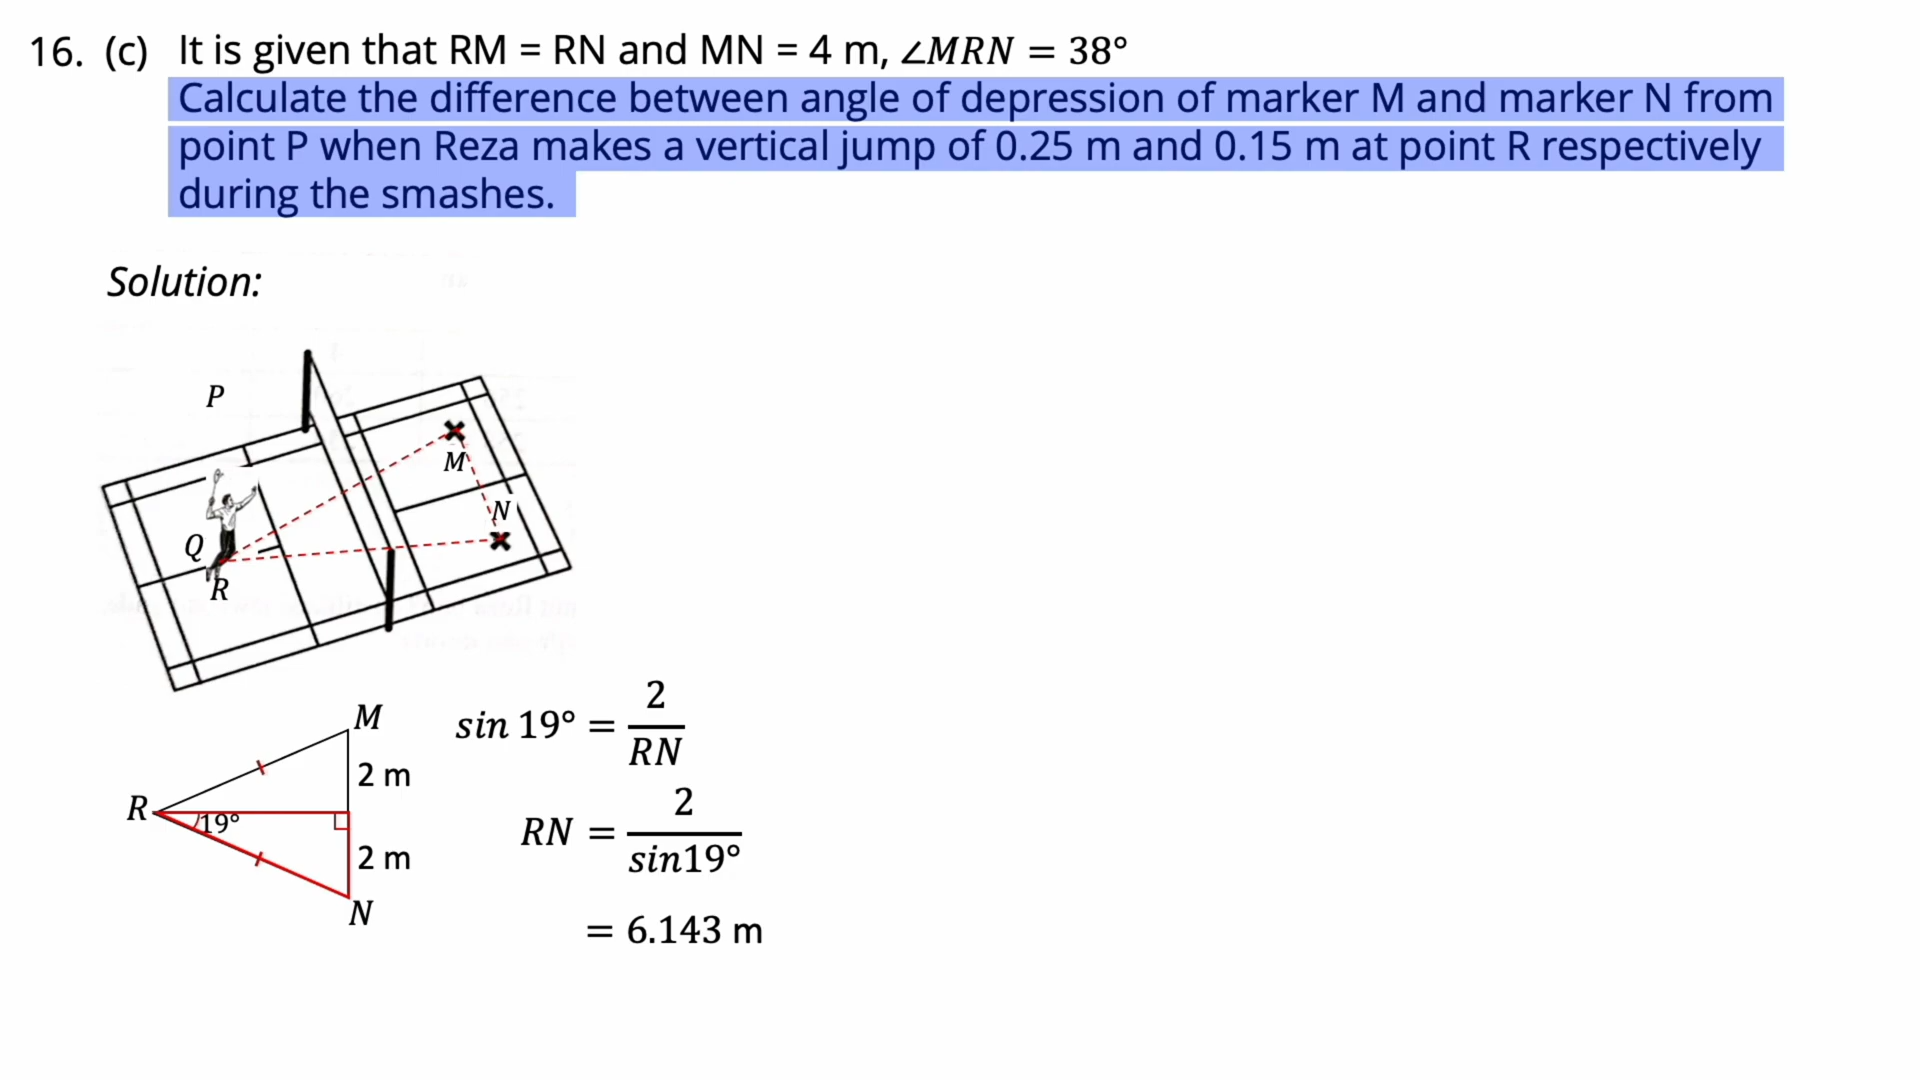 16. (c) It is given that RM = RN and MN = 4 m, ∠MRN = 38°
Calculate the difference between angle of depression of marker M and marker N from
point P when Reza makes a vertical jump of 0.25 m and 0.15 m at point R respectively
during the smashes.
Solution:
P
M
N
Q
R
M
2 m
R
19°
2 m
N
sin 19° = 2/RN
RN = 2/sin19°
= 6.143 m